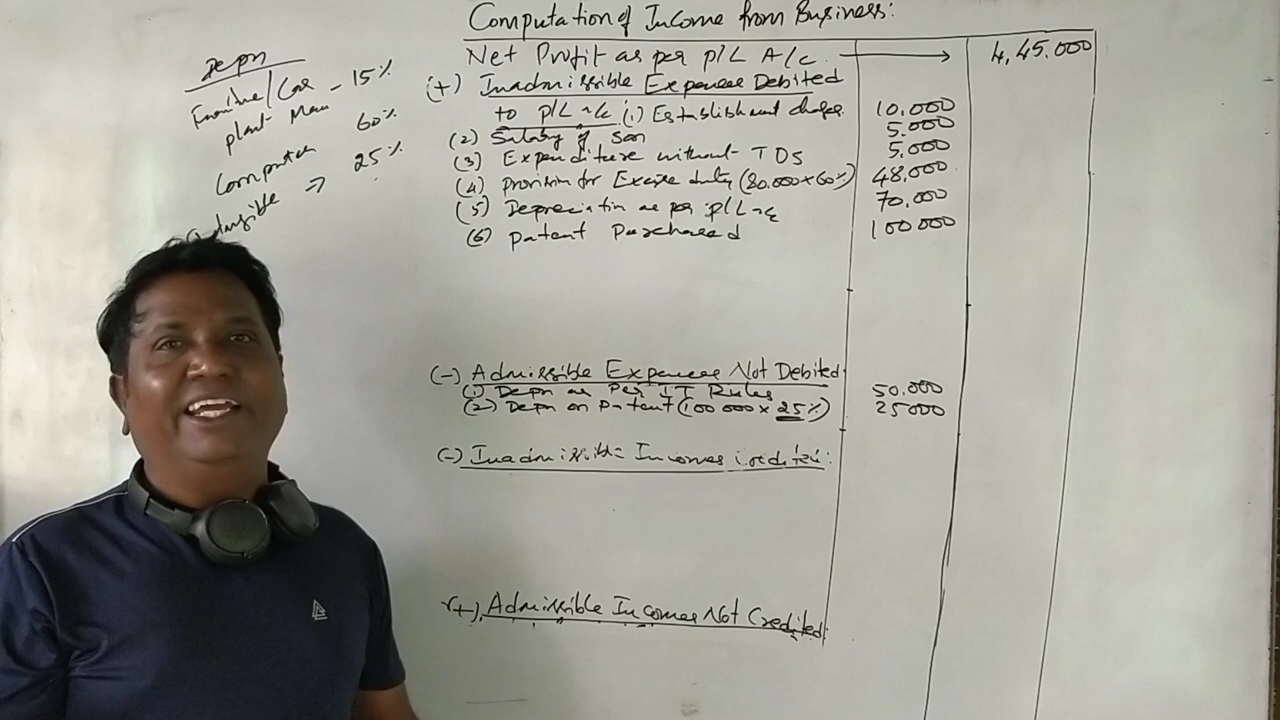 Computation of Income from Business:
Depn
Net Profit as per P/L A/c. 4,45.000
Plant - Mac - 15%
(+) Inadmissible Expenses Debited
to P/L A/c (1) Establishment charges 10.000
60%
(2) Salary of Son 5.000
25%
(3) Expenditure without TDS 5.000
(4) Provision for Excise duty (80.000 x 60%) 48.000
(5) Depreciation as per P/L A/c 70,000
(6) Patent Purchased 100000
(-) Admissible Expenses Not Debited:
(1) Depn as Per IT Rules 50.000
(2) Depn on Patent (100000 x 25%) 25000
(-) Inadmissible Incomes
(+) Admissible Incomes Not Credited: